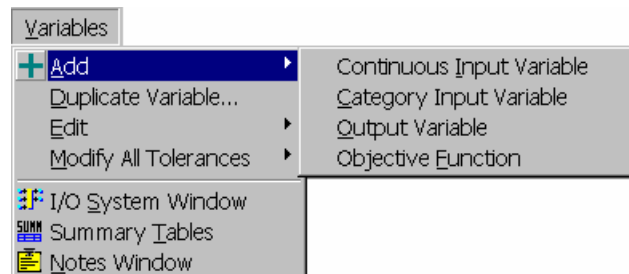 Variables
Add
Duplicate Variable...
Edit
Modify All Tolerances
I/O System Window
SUMM Summary Tables
Notes Window
Continuous Input Variable
Category Input Variable
Output Variable
Objective Function